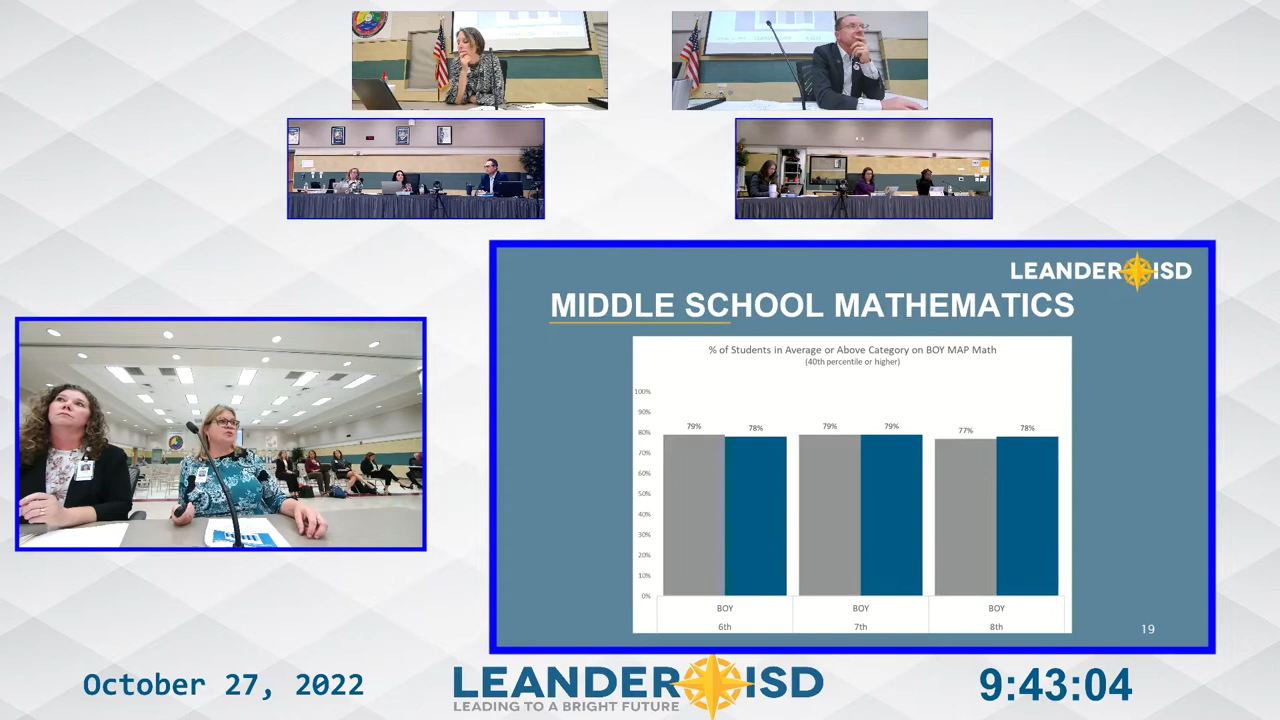 LEANDER ISD
MIDDLE SCHOOL MATHEMATICS
% of Students in Average or Above Category on BOY MAP Math
(40th percentile or higher)
100%
90%
80%
70%
60%
50%
40%
30%
20%
10%
0%
79%
78%
79%
79%
77%
78%
BOY
BOY
BOY
6th
7th
8th
19
October 27, 2022
LEANDER ISD
LEADING TO A BRIGHT FUTURE
9:43:04